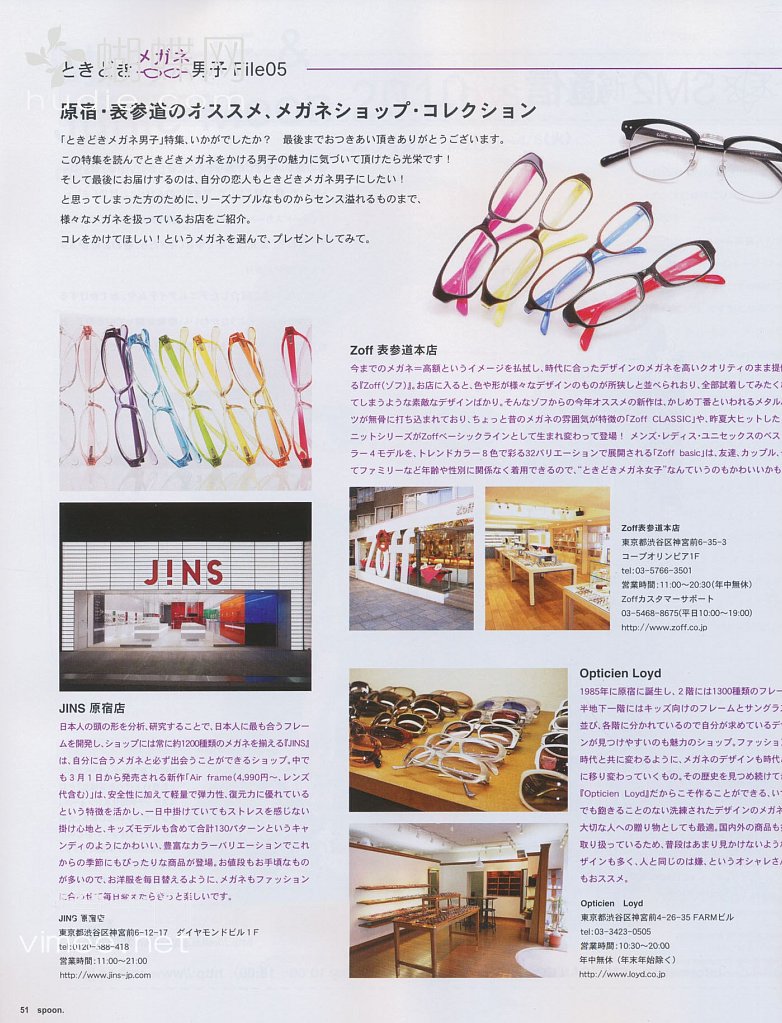 ときどきメガネ男子 File05
原宿・表参道のオススメ、メガネショップ・コレクション
「ときどきメガネ男子」特集、いかがでしたか？　最後までおつきあい頂きありがとうございます。
この特集を読んでときどきメガネをかける男子の魅力に気づいて頂けたら光栄です！
そして最後にお届けするのは、自分の恋人もときどきメガネ男子にしたい！
と思ってしまった方のために、リーズナブルなものからセンス溢れるものまで、
様々なメガネを扱っているお店をご紹介。
コレをかけてほしい！というメガネを選んで、プレゼントしてみて。
JINS
JINS 原宿店
日本人の頭の形を分析、研究することで、日本人に最も合うフレー
ムを開発し、ショップには常に約1200種類のメガネを揃える『JINS』
は、自分に合うメガネと必ず出会うことができるショップ。中で
も３月１日から発売される新作「Air frame(4,990円〜、レンズ
代含む)」は、安全性に加えて軽量で弾力性、復元力に優れている
という特徴を活かし、一日中掛けていてもストレスを感じない
掛け心地と、キッズモデルも含めて合計130パターンというキャ
ンディのようにかわいい、豊富なカラーバリエーションでこれ
からの季節にもぴったりな商品が登場。お値段もお手頃なもの
が多いので、お洋服を毎日替えるように、メガネもファッション
に合わせて毎日替えたらきっと楽しいです。
JINS 原宿店
東京都渋谷区神宮前6-12-17　ダイヤモンドビル１F
営業時間：11:00〜21:00
http://www.jins-jp.com
Zoff 表参道本店
今までのメガネ＝高額というイメージを払拭し、時代に合ったデザインのメガネを高いクオリティのまま提
る『Zoff(ゾフ)』。お店に入ると、色や形が様々なデザインのものが所狭しと並べられおり、全部試着してみたく
てしまうような素敵なデザインばかり。そんなゾフからの今年オススメの新作は、かしめ丁番といわれるメタル
ツが無骨に打ち込まれており、ちょっと昔のメガネの雰囲気が特徴の「Zoff CLASSIC」や、昨夏大ヒットした
ニットシリーズがZoffベーシックラインとして生まれ変わって登場！ メンズ・レディス・ユニセックスのベス
ラー４モデルを、トレンドカラー８色で彩る32バリエーションで展開される「Zoff basic」は、友達、カップル、
てファミリーなど年齢や性別に関係なく着用できるので、“ときどきメガネ女子”なんていうのもかわいいかも
Zoff
Zoff表参道本店
東京都渋谷区神宮前6-35-3
コープオリンピア1F
tel:03-5766-3501
営業時間：11:00〜20:30(年中無休)
Zoffカスタマーサポート
03-5468-8675(平日10:00〜19:00)
http://www.zoff.co.jp
Opticien Loyd
1985年に原宿に誕生し、２階には1300種類のフレー
半地下一階にはキッズ向けのフレームとサングラ
並び、各階に分かれているので自分が求めているデ
ンが見つけやすいのも魅力のショップ。ファッショ
時代と共に変わるように、メガネのデザインも時代
に移り変わっていくもの。その歴史を見つめ続けて
『Opticien Loyd』だからこそ作ることができる、い
でも飽きることのない洗練されたデザインのメガ
大切な人への贈り物としても最適。国内外の商品も
取り扱っているため、普段はあまり見かけないような
ザインも多く、人と同じのは嫌、というオシャレさん
もおススメ。
Opticien　Loyd
東京都渋谷区神宮前4-26-35 FARMビル
tel:03-3423-0505
営業時間：10:30〜20:00
年中無休（年末年始除く）
http://www.loyd.co.jp
51　spoon.
蝴蝶网
hudie.com
vimeo.net